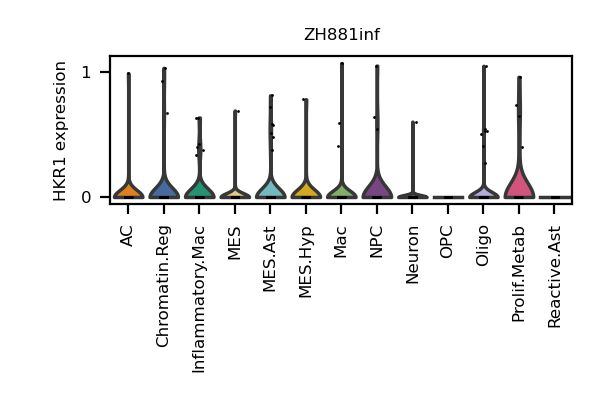 ZH881inf
HKR1 expression
1
0
AC
Chromatin.Reg
Inflammatory.Mac
MES
MES.Ast
MES.Hyp
Mac
NPC
Neuron
OPC
Oligo
Prolif.Metab
Reactive.Ast